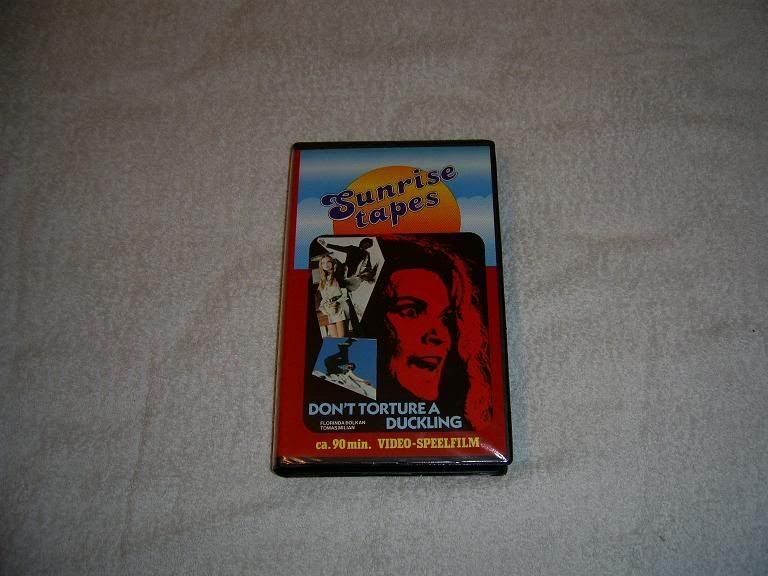 Sunrise
tapes
DON'T TORTURE A
DUCKLING
FLORINDA BOLKAN
TOMAS MILIAN
ca. 90 min. VIDEO-SPEELFILM